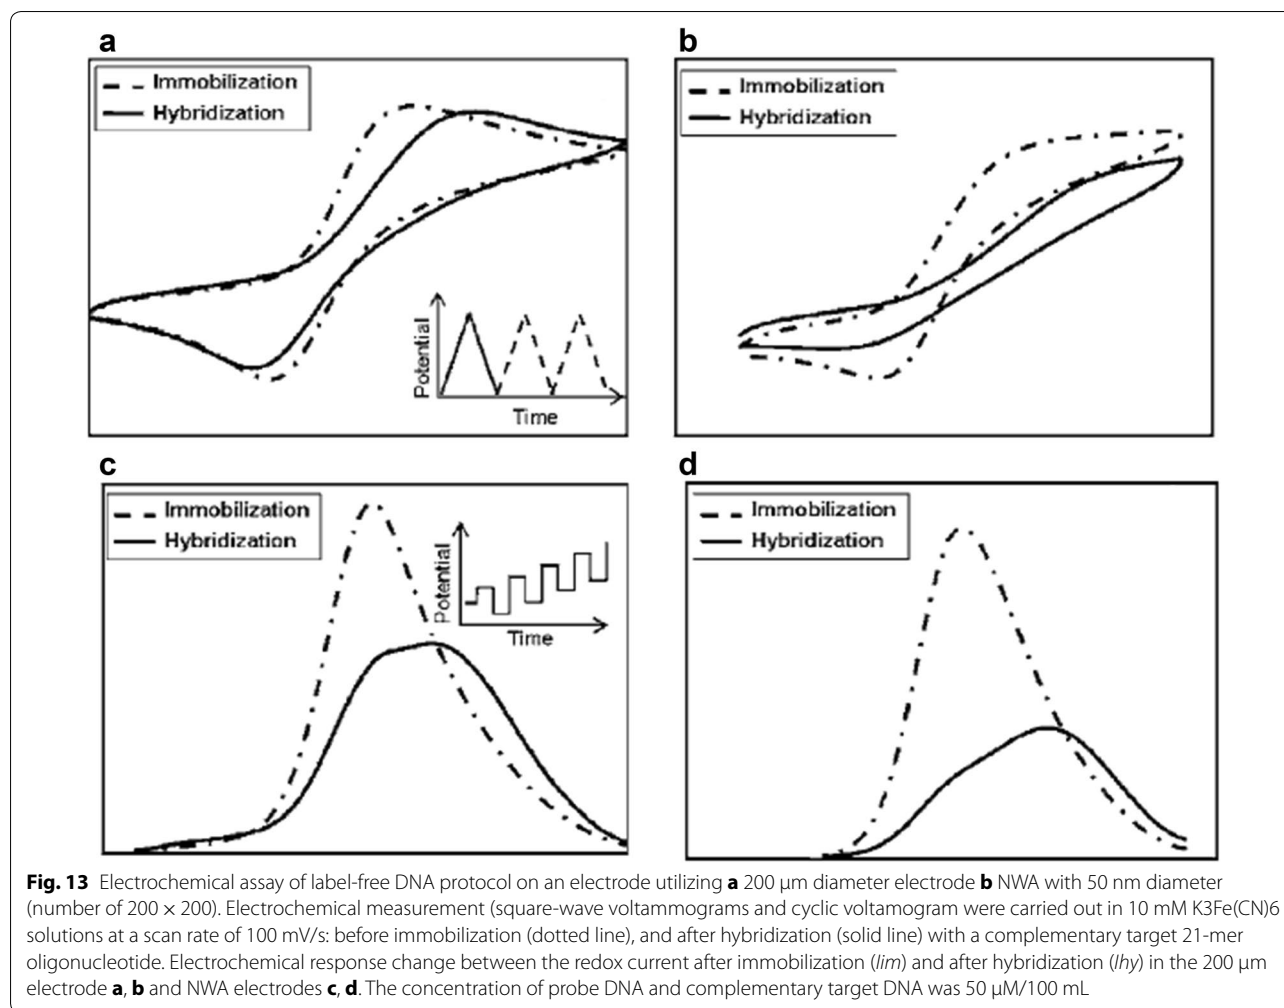 a
Immobilization
Hybridization
Potential
Time
b
Immobilization
Hybridization
c
Immobilization
Hybridization
Potential
Time
d
Immobilization
Hybridization
Fig. 13 Electrochemical assay of label-free DNA protocol on an electrode utilizing a 200 µm diameter electrode b NWA with 50 nm diameter
(number of 200 × 200). Electrochemical measurement (square-wave voltammograms and cyclic voltamogram were carried out in 10 mM K3Fe(CN)6
solutions at a scan rate of 100 mV/s: before immobilization (dotted line), and after hybridization (solid line) with a complementary target 21-mer
oligonucleotide. Electrochemical response change between the redox current after immobilization (lim) and after hybridization (lhy) in the 200 µm
electrode a, b and NWA electrodes c, d. The concentration of probe DNA and complementary target DNA was 50 µM/100 mL